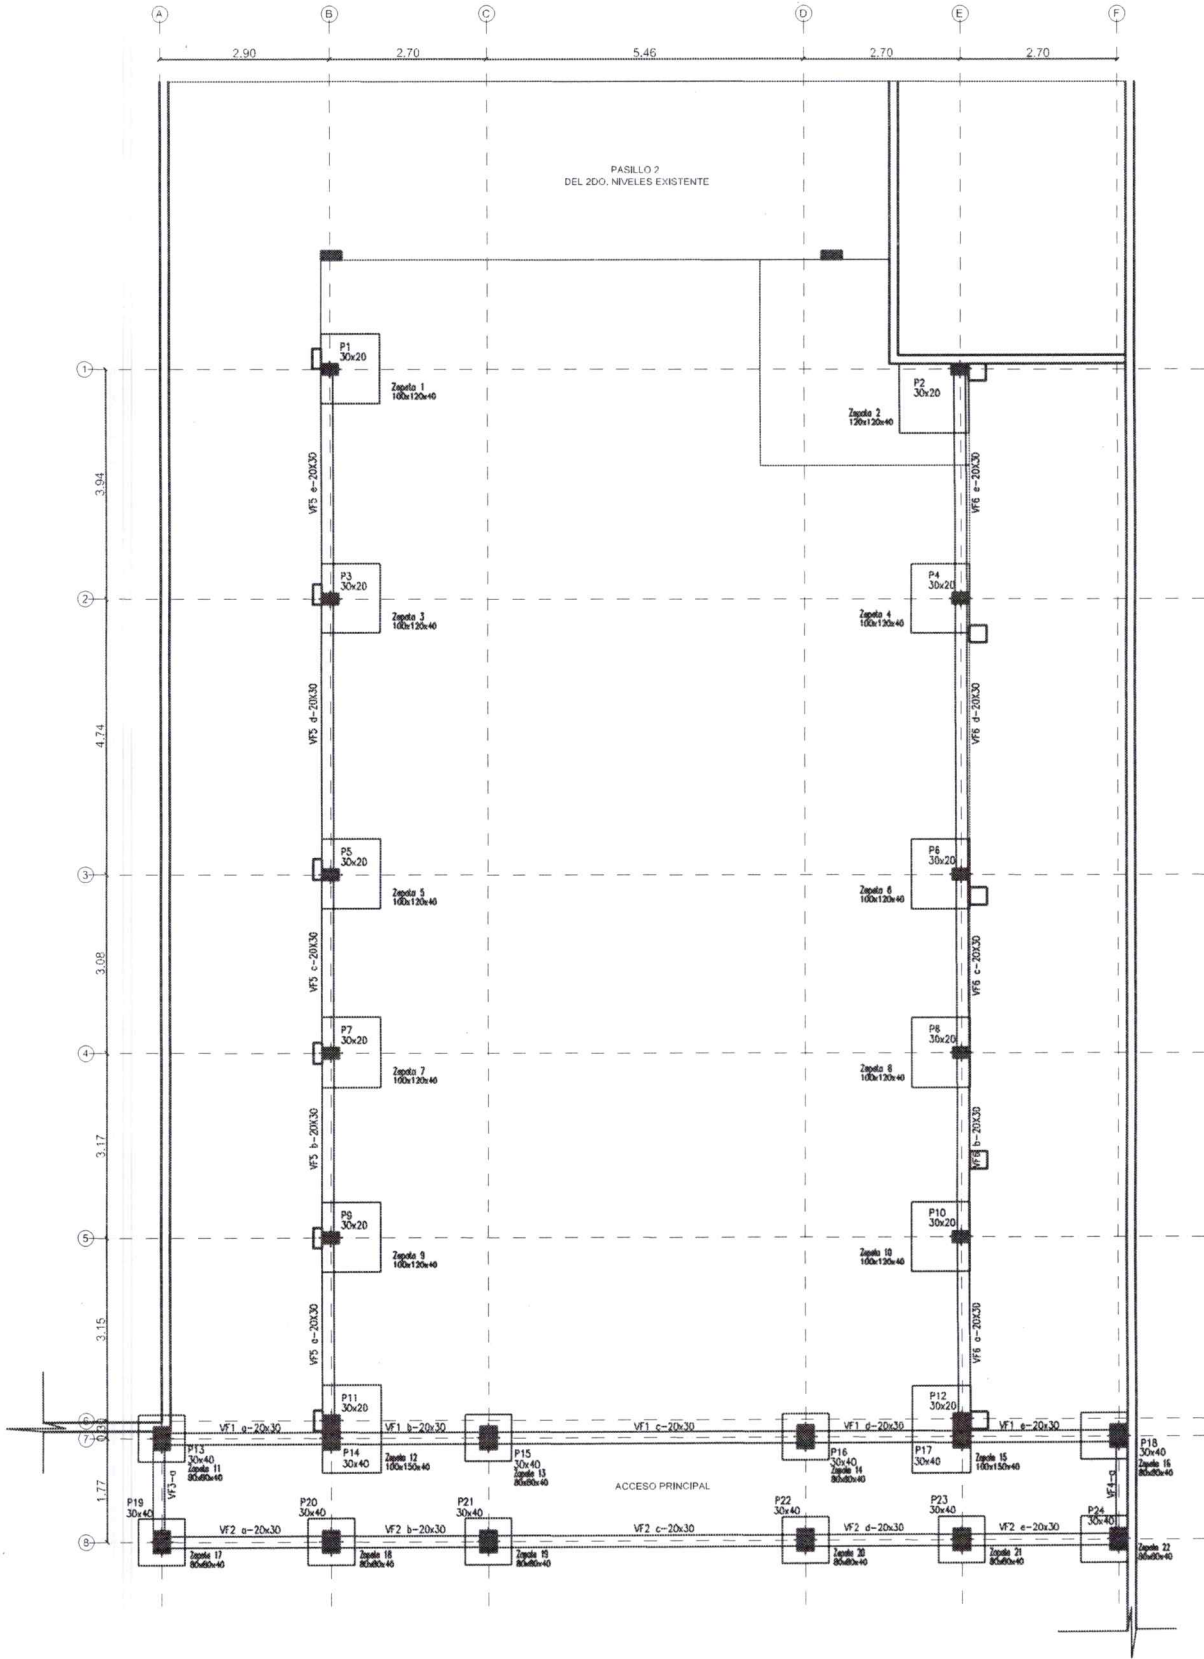 A B C D E F
2.90 2.70 5.46 2.70 2.70
PASILLO 2
DEL 2DO. NIVELES EXISTENTE
1
P1
30x20
Zapata 1
100x120x40
P2
30x20
Zapata 2
120x120x40
3.94
VF5 e-20X30
VF6 e-20X30
2
P3
30x20
Zapata 3
100x120x40
P4
30x20
Zapata 4
100x120x40
4.74
VF5 d-20X30
VF6 d-20X30
3
P5
30x20
Zapata 5
100x120x40
P6
30x20
Zapata 6
100x120x40
3.08
VF5 c-20X30
VF6 c-20X30
4
P7
30x20
Zapata 7
100x120x40
P8
30x20
Zapata 8
100x120x40
3.17
VF5 b-20X30
VF6 b-20X30
5
P9
30x20
Zapata 9
100x120x40
P10
30x20
Zapata 10
100x120x40
3.15
VF5 a-20X30
VF6 a-20X30
6
P11
30x20
P12
30x20
VF1 a-20x30 VF1 b-20x30 VF1 c-20x30 VF1 d-20x30 VF1 e-20x30
7
P13
30x40
Zapata 11
80x80x40
P14
30x40
Zapata 12
100x150x40
P15
30x40
Zapata 13
80x80x40
P16
30x40
Zapata 14
80x80x40
P17
30x40
Zapata 15
100x150x40
P18
30x40
Zapata 16
80x80x40
1.77
VF3-a
ACCESO PRINCIPAL
VF4-a
P19
30x40
P20
30x40
P21
30x40
P22
30x40
P23
30x40
P24
30x40
8
VF2 a-20x30 VF2 b-20x30 VF2 c-20x30 VF2 d-20x30 VF2 e-20x30
Zapata 17
80x80x40
Zapata 18
80x80x40
Zapata 19
80x80x40
Zapata 20
80x80x40
Zapata 21
80x80x40
Zapata 22
80x80x40